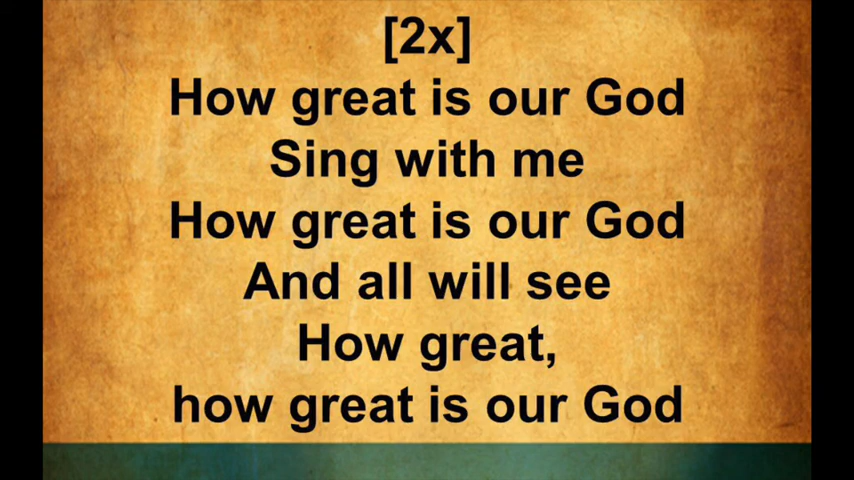 [2x]
How great is our God
Sing with me
How great is our God
And all will see
How great,
how great is our God